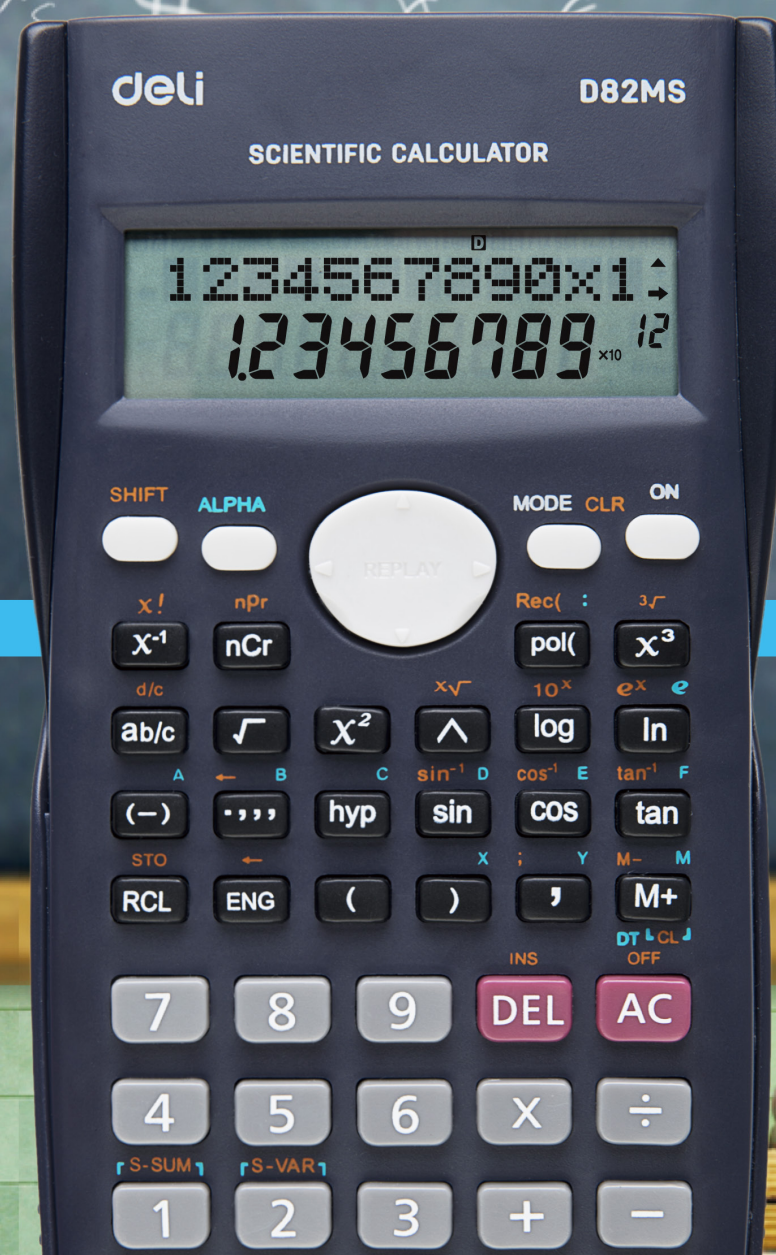 deli D82MS
SCIENTIFIC CALCULATOR
D
1234567890x1
1.23456789 ×10 12
SHIFT ALPHA MODE CLR ON
REPLAY
x! nPr Rec( : 3√
X-1 nCr pol( x³
d/c x√ 10x ex e
ab/c √ X² ^ log In
A ← B C sin-1 D cos-1 E tan-1 F
(−) ·,,, hyp sin cos tan
STO ← X ; Y M− M
RCL ENG ( ) , M+
DT CL
INS OFF
7 8 9 DEL AC
4 5 6 X ÷
S-SUM S-VAR
1 2 3 + −